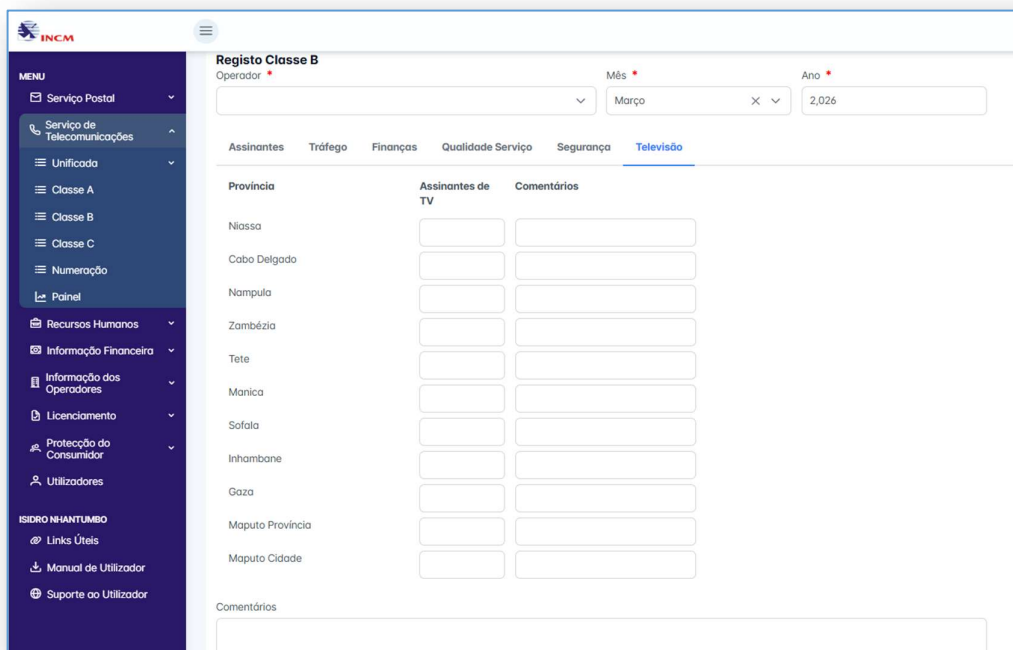 INCM
MENU
Serviço Postal
Serviço de
Telecomunicações
Unificada
Classe A
Classe B
Classe C
Numeração
Painel
Recursos Humanos
Informação Financeira
Informação dos
Operadores
Licenciamento
Protecção do
Consumidor
Utilizadores
ISIDRO NHANTUMBO
Links Úteis
Manual de Utilizador
Suporte ao Utilizador
Registo Classe B
Operador * Mês * Ano *
Março 2,026
Assinantes Tráfego Finanças Qualidade Serviço Segurança Televisão
Província Assinantes de Comentários
TV
Niassa
Cabo Delgado
Nampula
Zambézia
Tete
Manica
Sofala
Inhambane
Gaza
Maputo Província
Maputo Cidade
Comentários